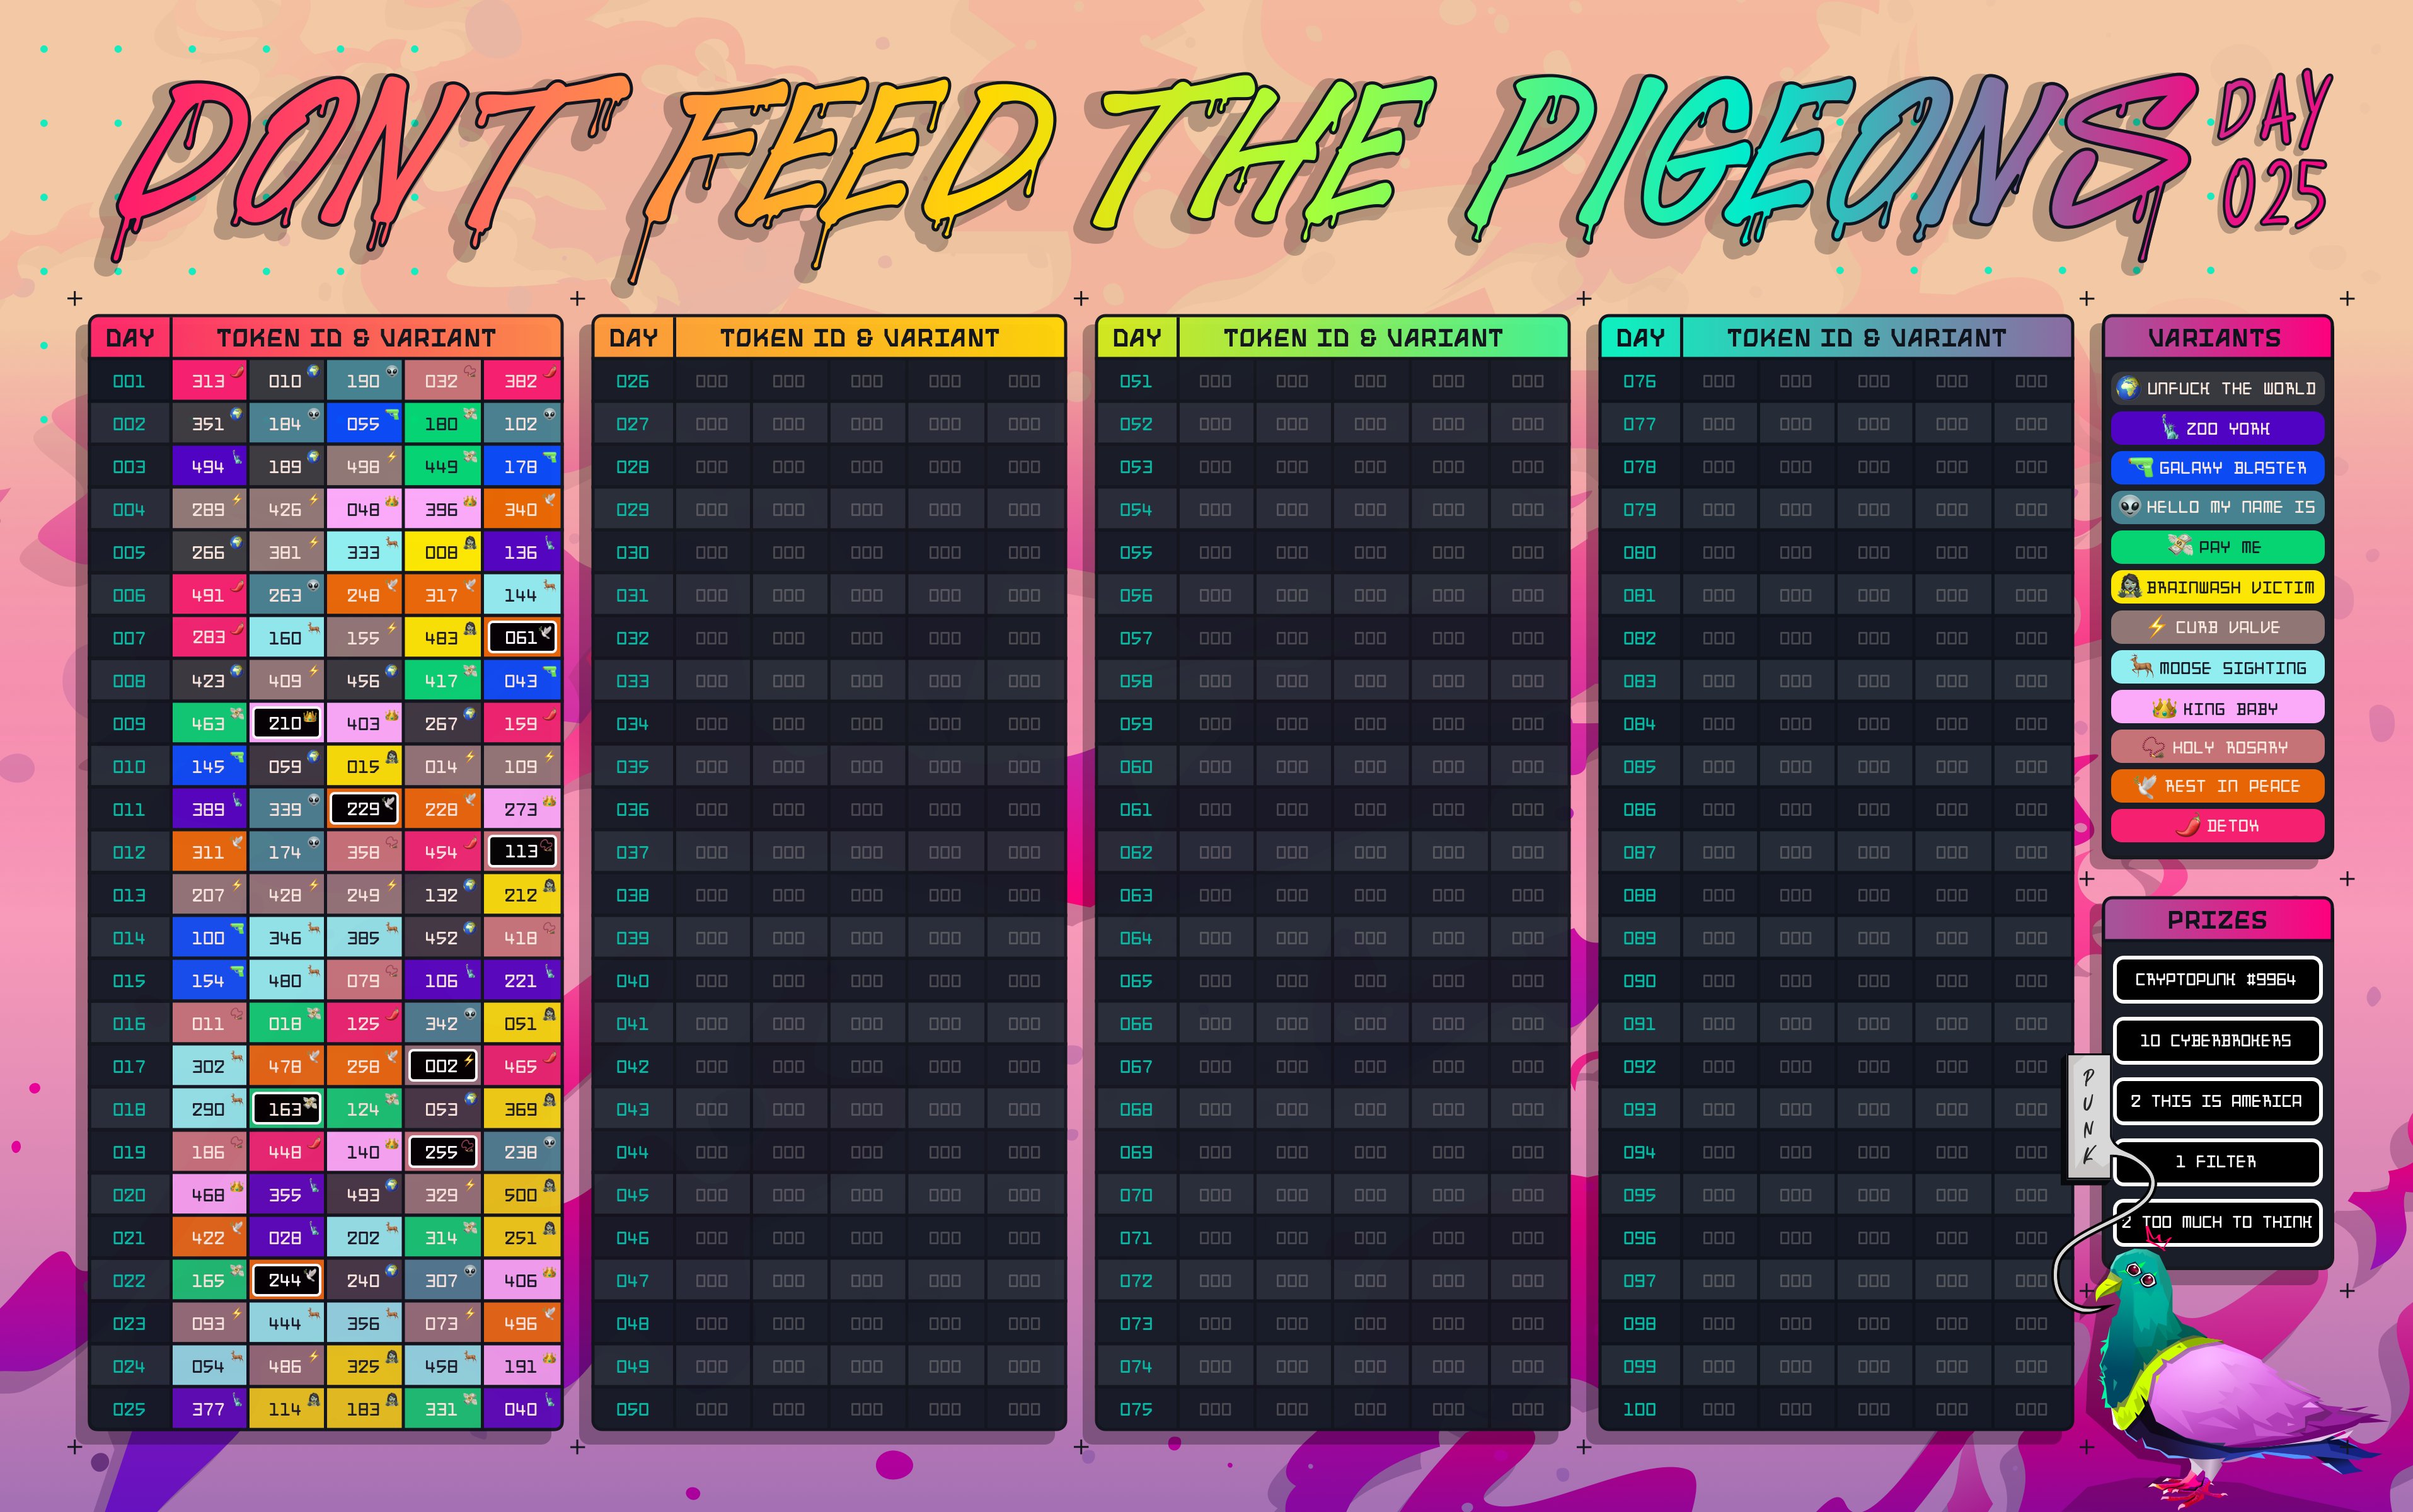 DONT FEED THE PIGEONS
DAY
025
DAY TOKEN ID & VARIANT
001 313 010 190 032 382
002 351 184 055 180 102
003 494 189 498 449 178
004 289 426 048 396 340
005 266 381 333 008 136
006 491 263 248 317 144
007 283 160 155 483 061
008 423 409 456 417 043
009 463 210 403 267 159
010 145 059 015 014 109
011 389 339 229 228 273
012 311 174 358 454 113
013 207 428 249 132 212
014 100 346 385 452 418
015 154 480 079 106 221
016 011 018 125 342 051
017 302 478 258 002 465
018 290 163 124 053 369
019 186 448 140 255 238
020 468 355 493 329 500
021 422 028 202 314 251
022 165 244 240 307 406
023 093 444 356 073 496
024 054 486 325 458 191
025 377 114 183 331 040
DAY TOKEN ID & VARIANT
026 000 000 000 000 000
027 000 000 000 000 000
028 000 000 000 000 000
029 000 000 000 000 000
030 000 000 000 000 000
031 000 000 000 000 000
032 000 000 000 000 000
033 000 000 000 000 000
034 000 000 000 000 000
035 000 000 000 000 000
036 000 000 000 000 000
037 000 000 000 000 000
038 000 000 000 000 000
039 000 000 000 000 000
040 000 000 000 000 000
041 000 000 000 000 000
042 000 000 000 000 000
043 000 000 000 000 000
044 000 000 000 000 000
045 000 000 000 000 000
046 000 000 000 000 000
047 000 000 000 000 000
048 000 000 000 000 000
049 000 000 000 000 000
050 000 000 000 000 000
DAY TOKEN ID & VARIANT
051 000 000 000 000 000
052 000 000 000 000 000
053 000 000 000 000 000
054 000 000 000 000 000
055 000 000 000 000 000
056 000 000 000 000 000
057 000 000 000 000 000
058 000 000 000 000 000
059 000 000 000 000 000
060 000 000 000 000 000
061 000 000 000 000 000
062 000 000 000 000 000
063 000 000 000 000 000
064 000 000 000 000 000
065 000 000 000 000 000
066 000 000 000 000 000
067 000 000 000 000 000
068 000 000 000 000 000
069 000 000 000 000 000
070 000 000 000 000 000
071 000 000 000 000 000
072 000 000 000 000 000
073 000 000 000 000 000
074 000 000 000 000 000
075 000 000 000 000 000
DAY TOKEN ID & VARIANT
076 000 000 000 000 000
077 000 000 000 000 000
078 000 000 000 000 000
079 000 000 000 000 000
080 000 000 000 000 000
081 000 000 000 000 000
082 000 000 000 000 000
083 000 000 000 000 000
084 000 000 000 000 000
085 000 000 000 000 000
086 000 000 000 000 000
087 000 000 000 000 000
088 000 000 000 000 000
089 000 000 000 000 000
090 000 000 000 000 000
091 000 000 000 000 000
092 000 000 000 000 000
093 000 000 000 000 000
094 000 000 000 000 000
095 000 000 000 000 000
096 000 000 000 000 000
097 000 000 000 000 000
098 000 000 000 000 000
099 000 000 000 000 000
100 000 000 000 000 000
VARIANTS
UNFUCK THE WORLD
ZOO YORK
GALAXY BLASTER
HELLO MY NAME IS
PAY ME
BRAINWASH VICTIM
CURB VALVE
MOOSE SIGHTING
KING BABY
HOLY ROSARY
REST IN PEACE
DETOX
PRIZES
CRYPTOPUNK #9964
10 CYBERBROKERS
2 THIS IS AMERICA
1 FILTER
2 TOO MUCH TO THINK
PUNK